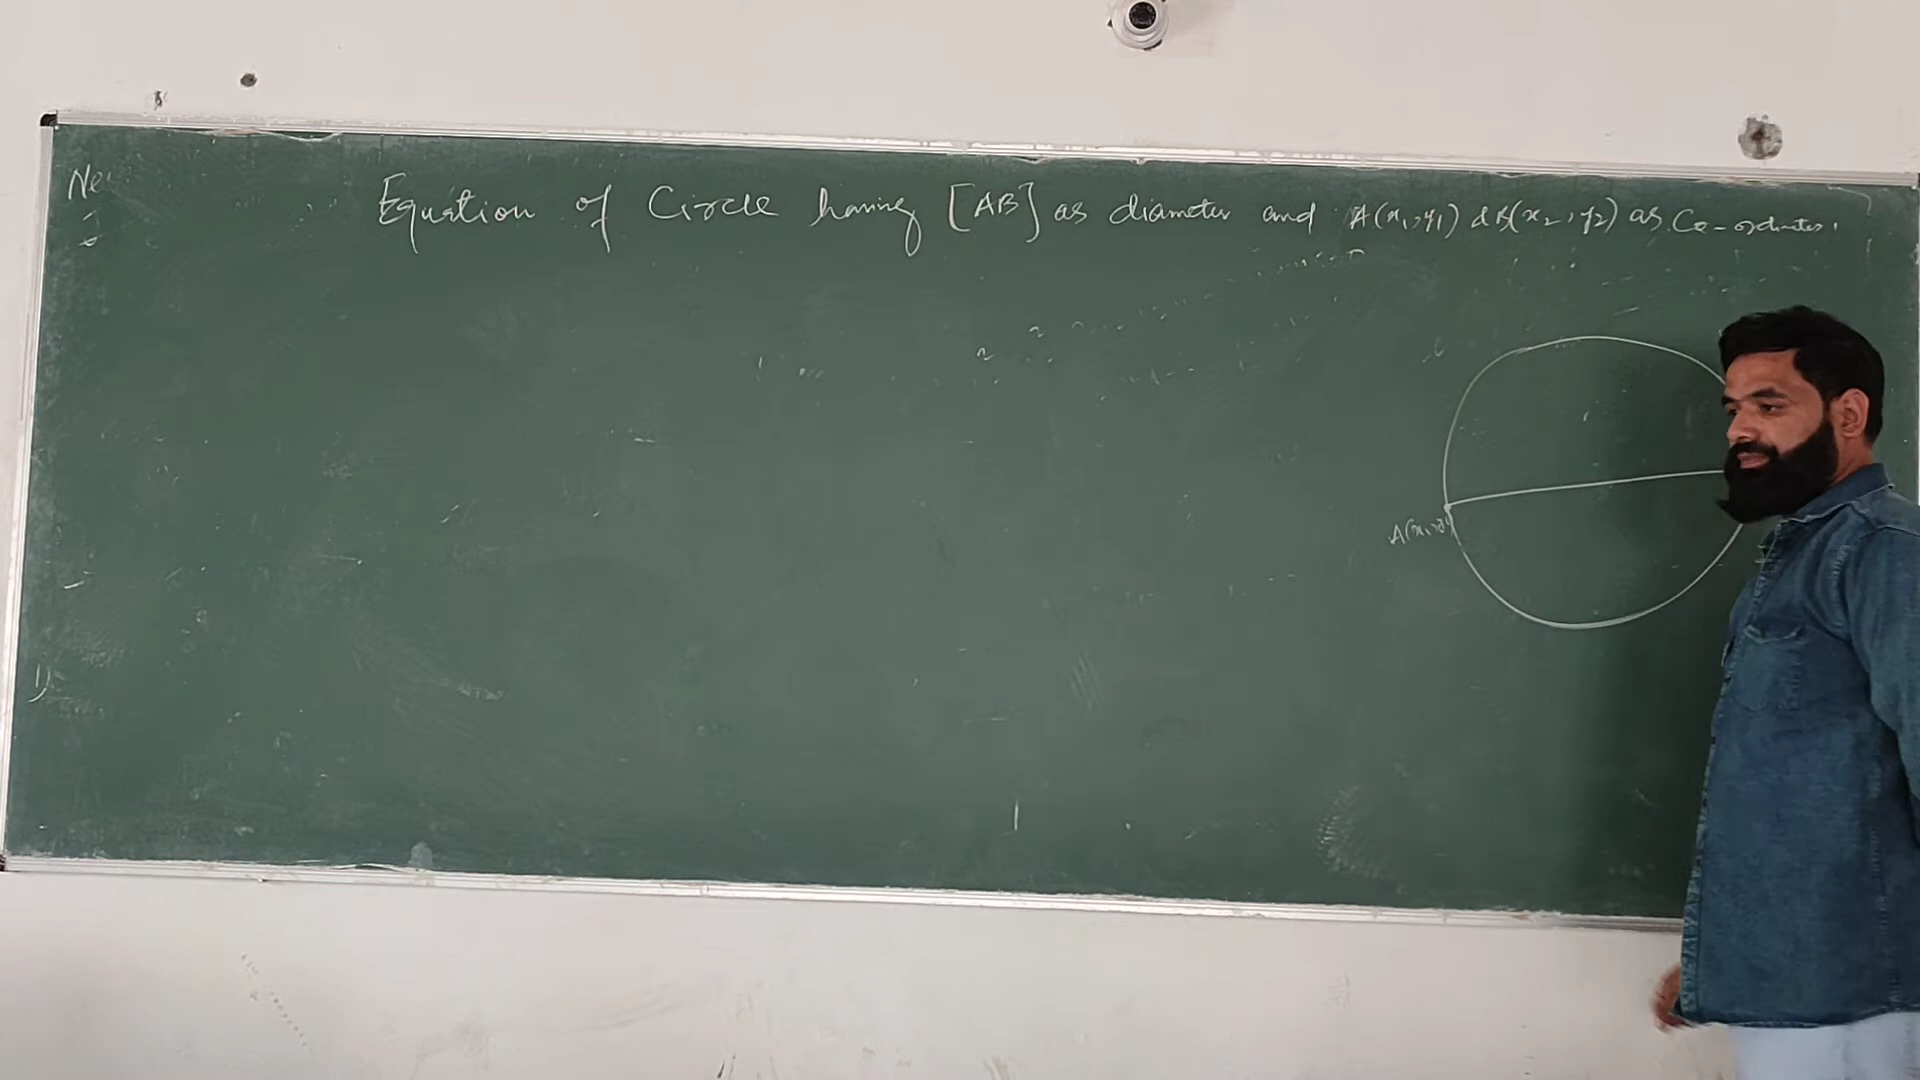 Equation of Circle having [AB] as diameter and A(x₁,y₁) & B(x₂,y₂) as Co-ordinates.
A(x₁,y₁